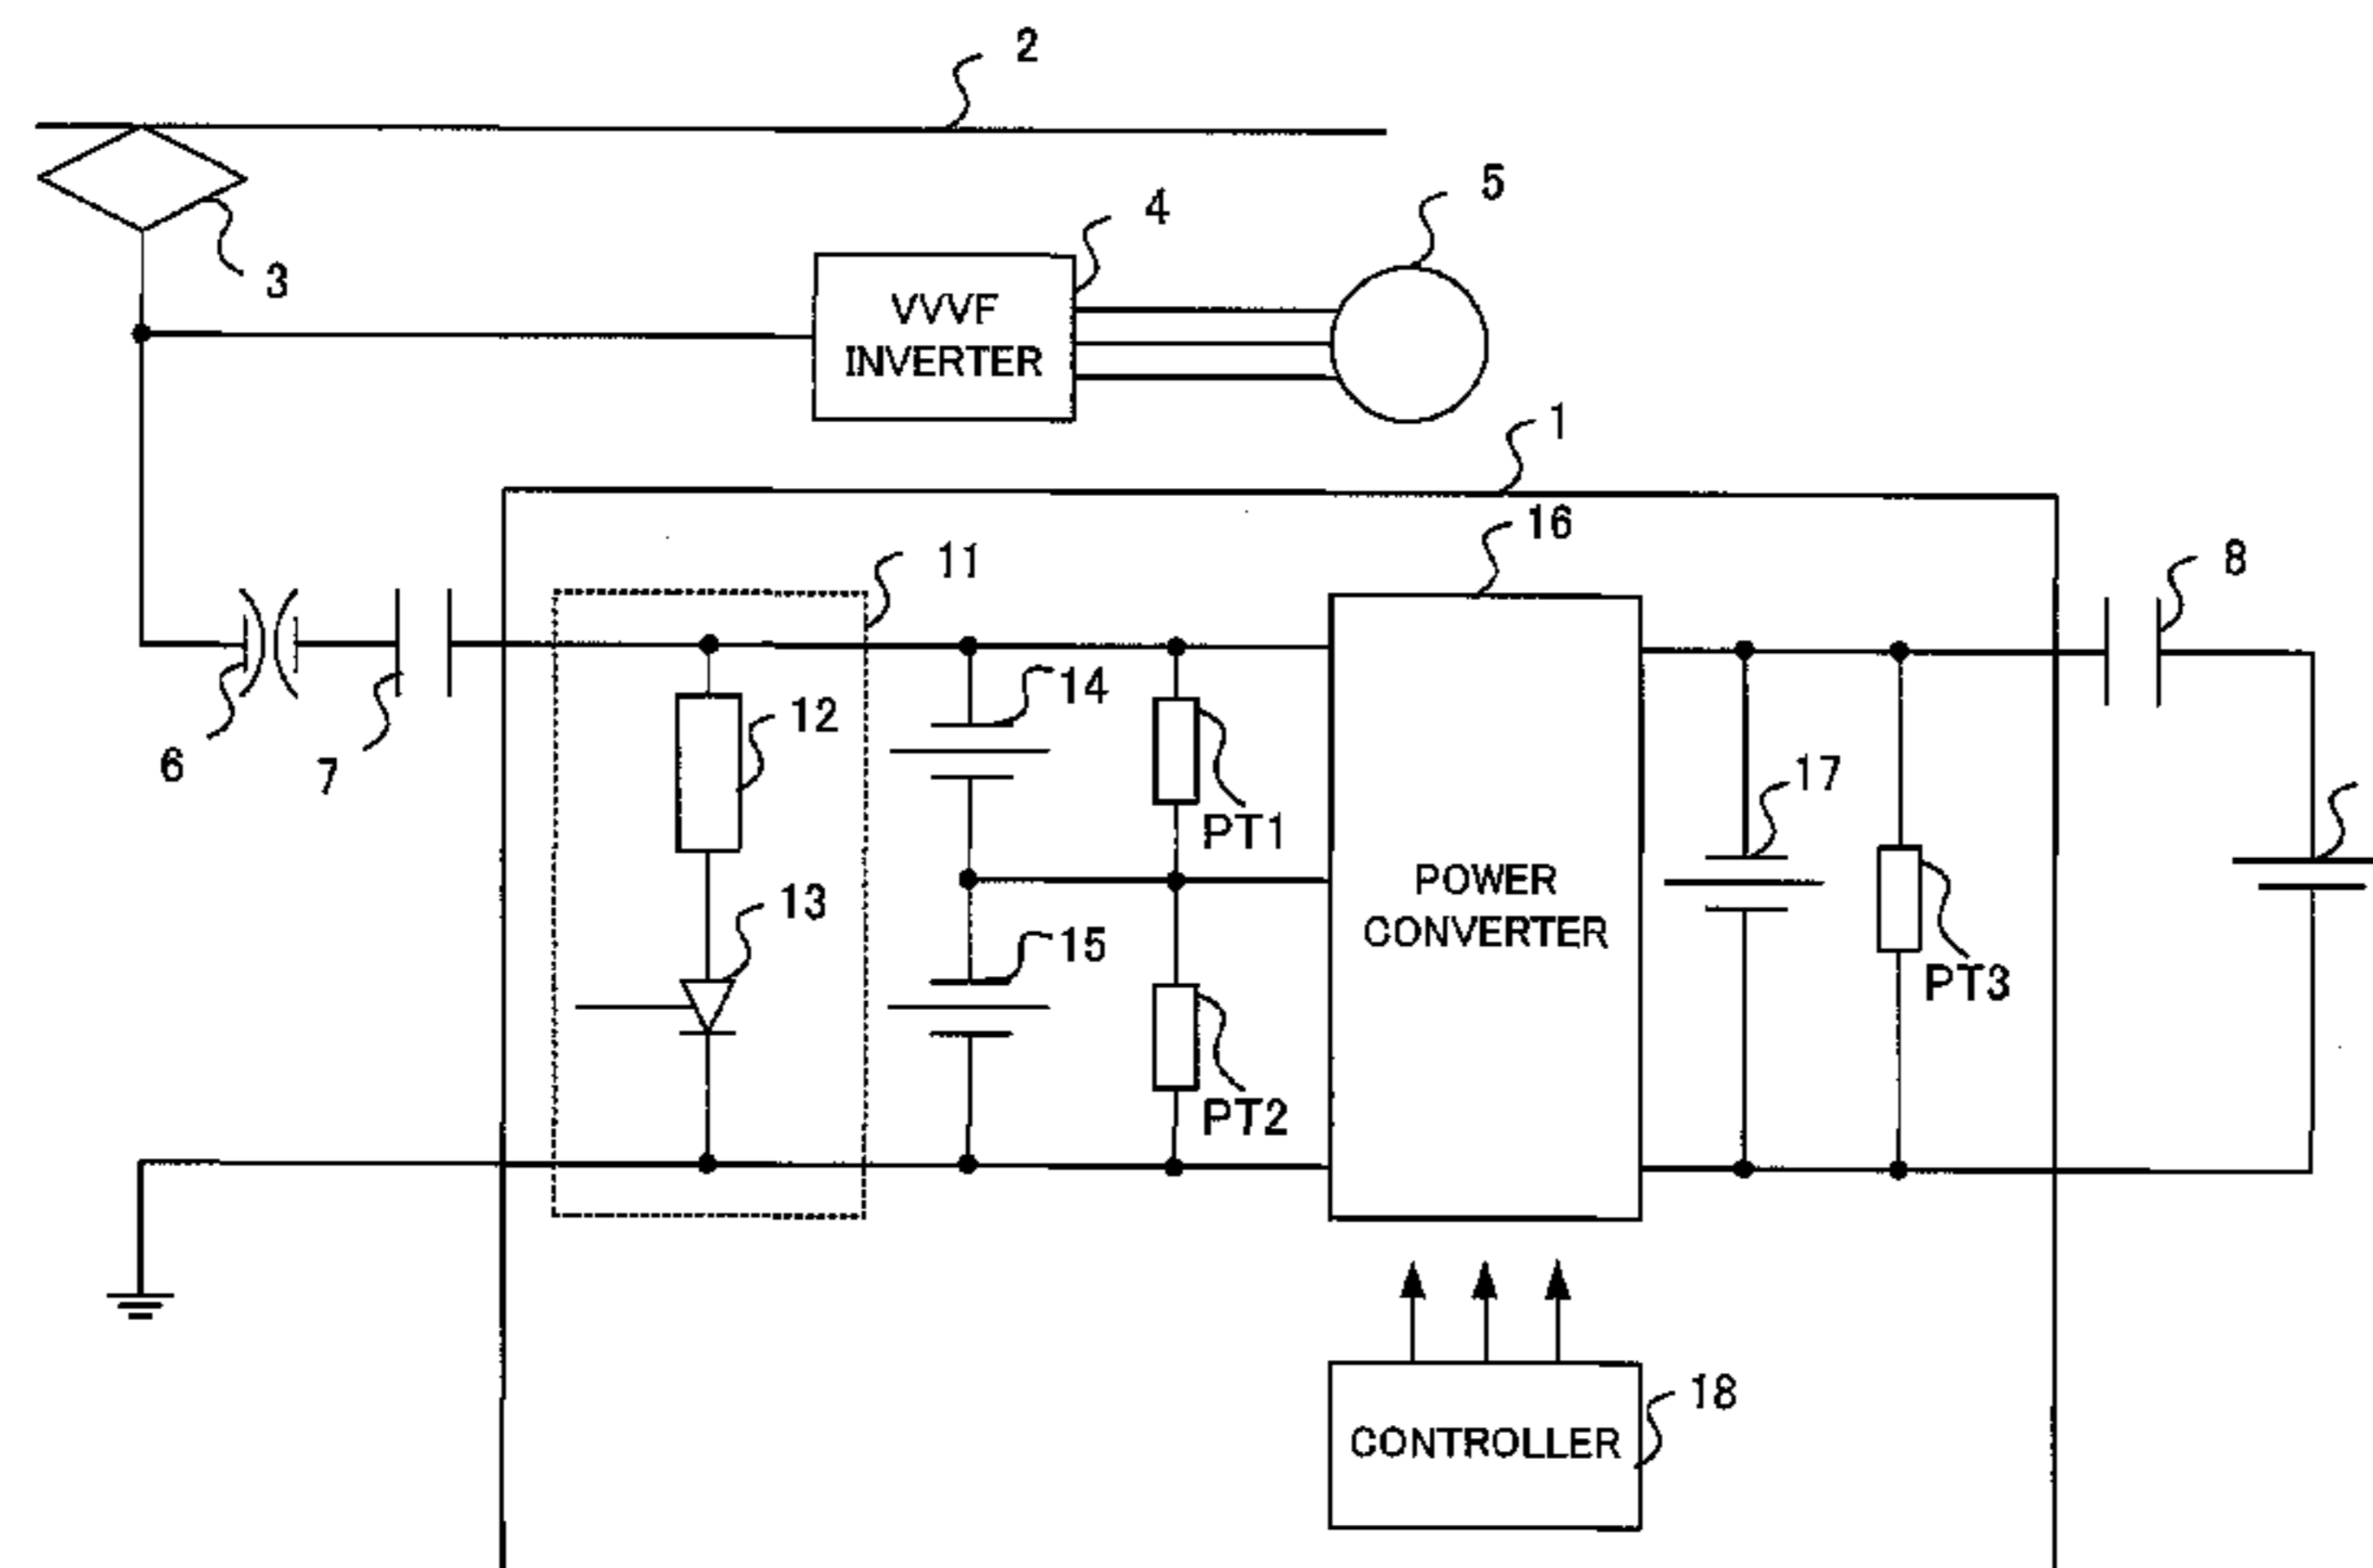 2
3
4
5
VVVF
INVERTER
1
16
11
8
6
7
12
14
PT1
17
13
15
POWER
CONVERTER
PT3
PT2
18
CONTROLLER